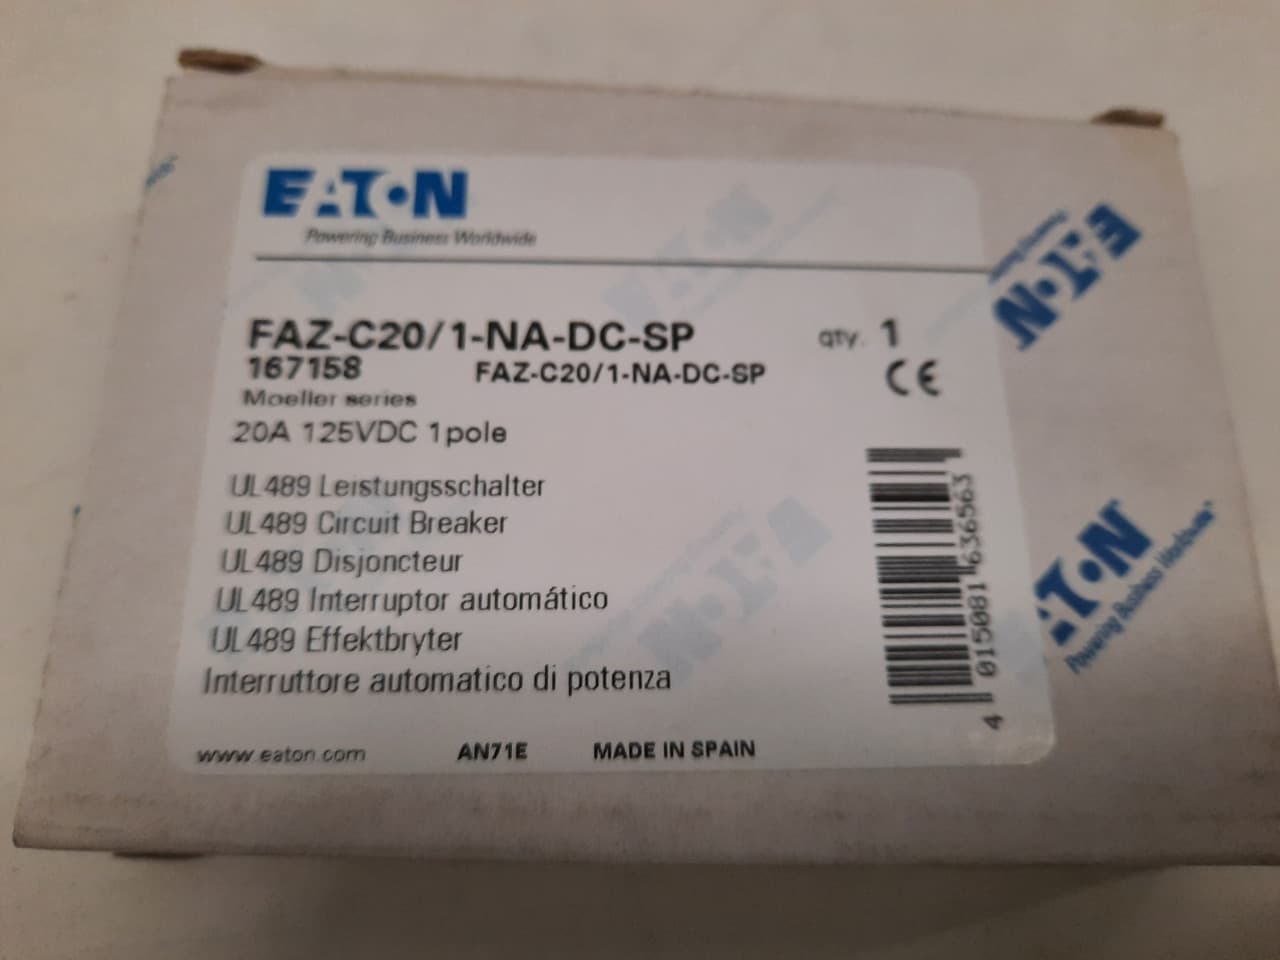 EATON
Powering Business Worldwide
FAZ-C20/1-NA-DC-SP
qty. 1
167158 FAZ-C20/1-NA-DC-SP
CE
Moeller series
20A 125VDC 1pole
UL489 Leistungsschalter
UL489 Circuit Breaker
UL489 Disjoncteur
UL489 Interruptor automático
UL489 Effektbryter
Interruttore automatico di potenza
www.eaton.com AN71E MADE IN SPAIN
4 015081 636563
EATON
EATON
Powering Business Worldwide